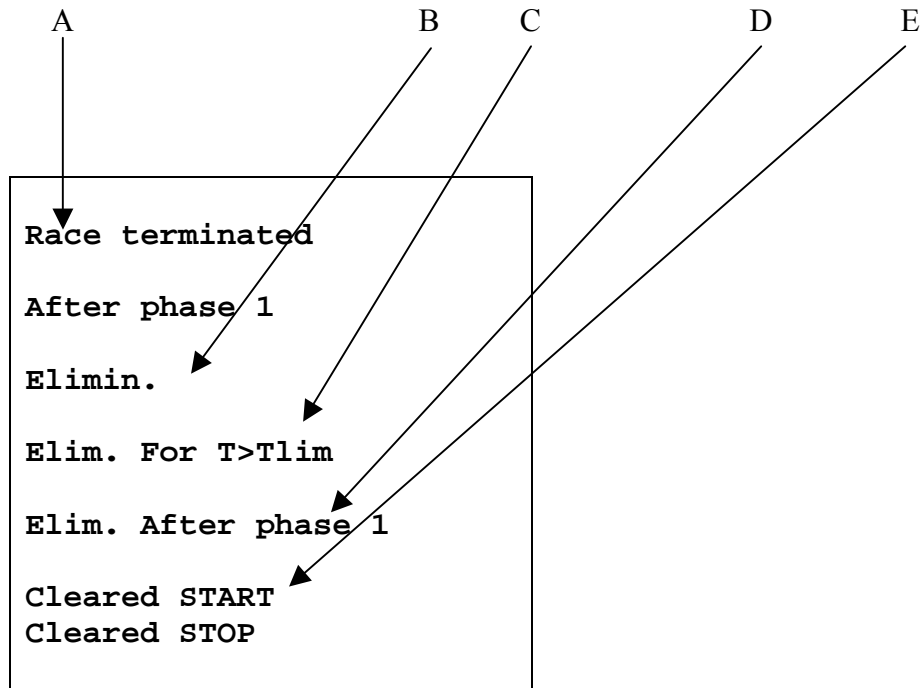 A B C D E
Race terminated
After phase 1
Elimin.
Elim. For T>Tlim
Elim. After phase 1
Cleared START
Cleared STOP